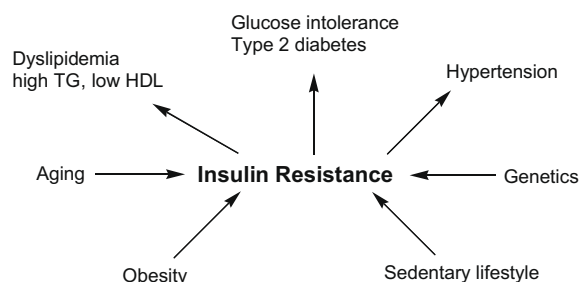 Glucose intolerance
Type 2 diabetes
Dyslipidemia
high TG, low HDL
Hypertension
Aging
Insulin Resistance
Genetics
Obesity
Sedentary lifestyle